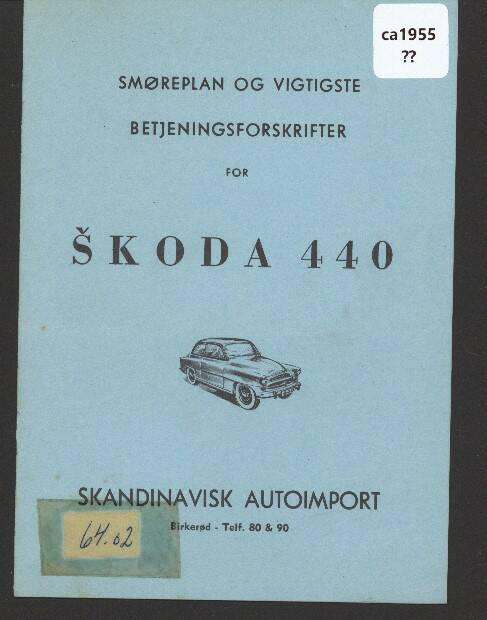 ca1955
??
SMØREPLAN OG VIGTIGSTE
BETJENINGSFORSKRIFTER
FOR
ŠKODA 440
SKANDINAVISK AUTOIMPORT
Birkerød - Telf. 80 & 90
64.02